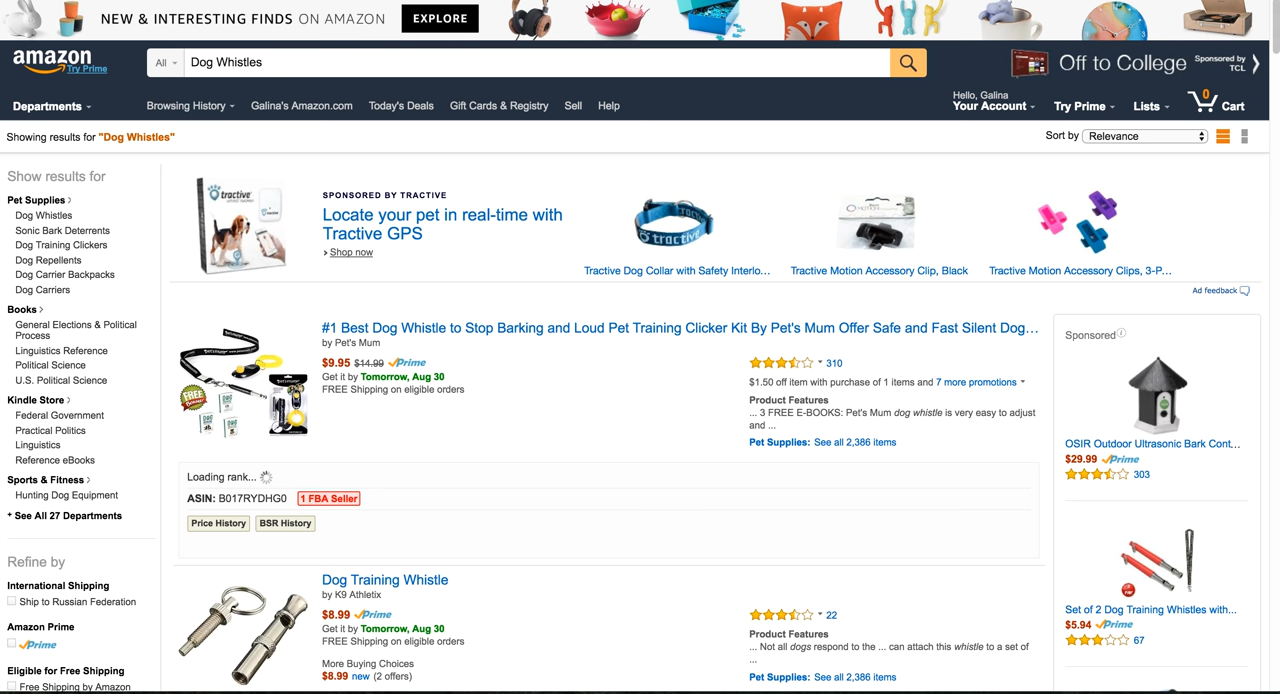 NEW & INTERESTING FINDS ON AMAZON
EXPLORE
amazon
Try Prime
All
Dog Whistles
Off to College
Sponsored by
TCL
Departments
Browsing History
Galina's Amazon.com
Today's Deals
Gift Cards & Registry
Sell
Help
Hello, Galina
Your Account
Try Prime
Lists
0
Cart
Showing results for "Dog Whistles"
Sort by
Relevance
Show results for
Pet Supplies
Dog Whistles
Sonic Bark Deterrents
Dog Training Clickers
Dog Repellents
Dog Carrier Backpacks
Dog Carriers
Books
General Elections & Political
Process
Linguistics Reference
Political Science
U.S. Political Science
Kindle Store
Federal Government
Practical Politics
Linguistics
Reference eBooks
Sports & Fitness
Hunting Dog Equipment
+ See All 27 Departments
Refine by
International Shipping
Ship to Russian Federation
Amazon Prime
Prime
Eligible for Free Shipping
Free Shipping by Amazon
tractive
SPONSORED BY TRACTIVE
Locate your pet in real-time with
Tractive GPS
› Shop now
Tractive Dog Collar with Safety Interlo...
Tractive Motion Accessory Clip, Black
Tractive Motion Accessory Clips, 3-P...
Ad feedback
FREE
#1 Best Dog Whistle to Stop Barking and Loud Pet Training Clicker Kit By Pet's Mum Offer Safe and Fast Silent Dog...
by Pet's Mum
$9.95 $14.99 Prime
Get it by Tomorrow, Aug 30
FREE Shipping on eligible orders
310
$1.50 off item with purchase of 1 items and 7 more promotions
Product Features
... 3 FREE E-BOOKS: Pet's Mum dog whistle is very easy to adjust
and ...
Pet Supplies: See all 2,386 items
Loading rank...
ASIN: B017RYDHG0 1 FBA Seller
Price History
BSR History
Dog Training Whistle
by K9 Athletix
$8.99 Prime
Get it by Tomorrow, Aug 30
FREE Shipping on eligible orders
More Buying Choices
$8.99 new (2 offers)
22
Product Features
... Not all dogs respond to the ... can attach this whistle to a set of
...
Pet Supplies: See all 2,386 items
Sponsored
OSIR Outdoor Ultrasonic Bark Cont...
$29.99 Prime
303
Set of 2 Dog Training Whistles with...
$5.94 Prime
67